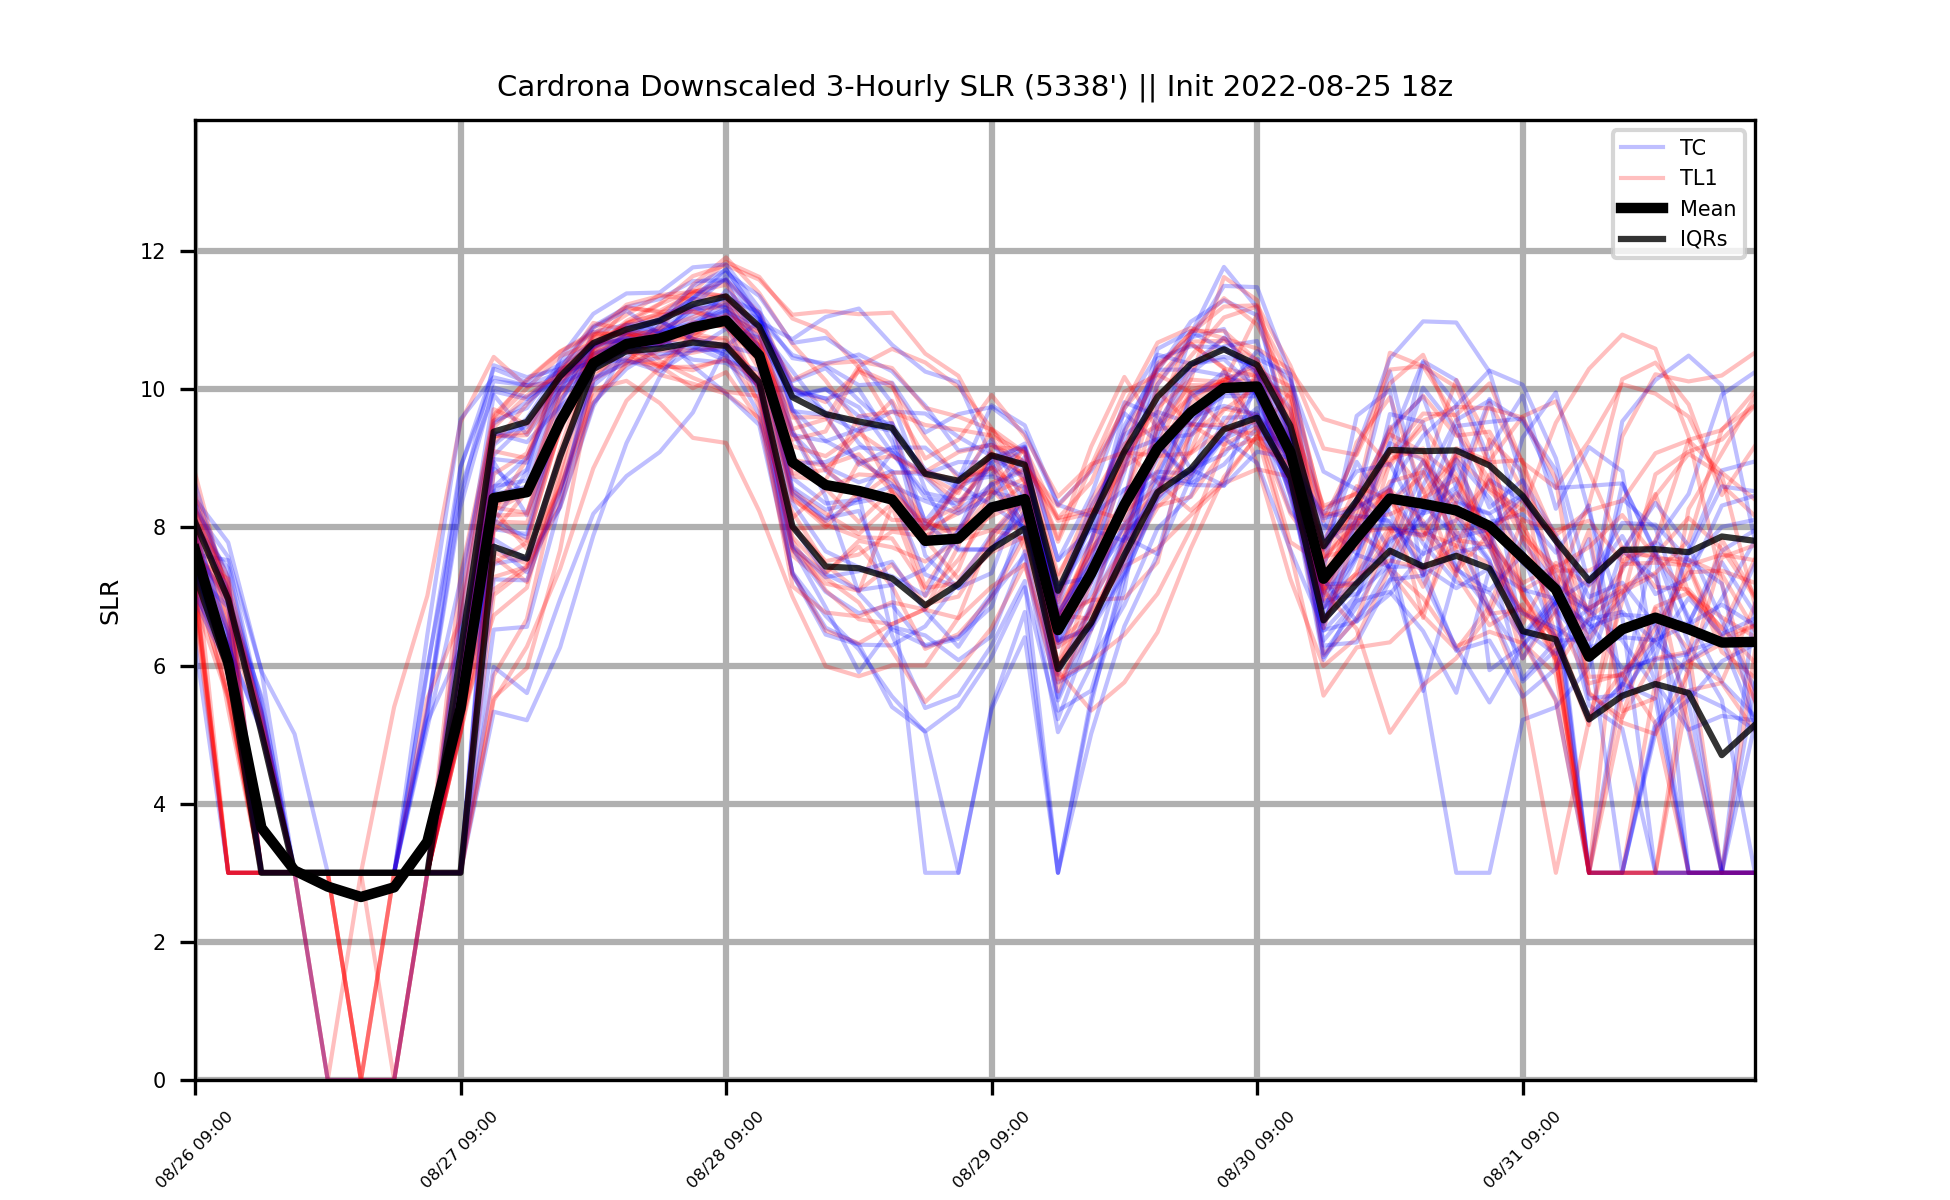 Cardrona Downscaled 3-Hourly SLR (5338') || Init 2022-08-25 18z
TC
TL1
Mean
IQRs
SLR
12
10
8
6
4
2
0
08/26 09:00
08/27 09:00
08/28 09:00
08/29 09:00
08/30 09:00
08/31 09:00